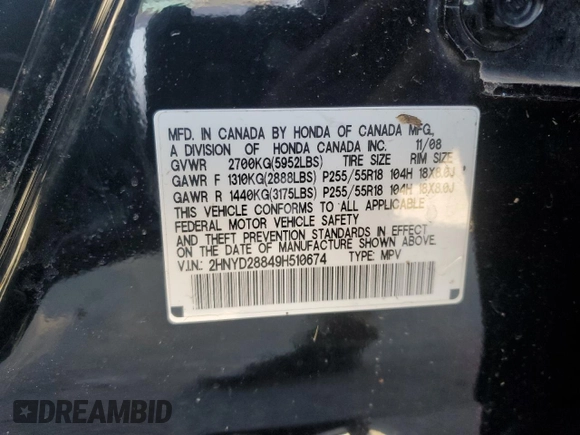 MFD. IN CANADA BY HONDA OF CANADA MFG.,
A DIVISION OF HONDA CANADA INC. 11/08
GVWR 2700KG(5952LBS) TIRE SIZE RIM SIZE
GAWR F 1310KG(2888LBS) P255/55R18 104H 18X8.0J
GAWR R 1440KG(3175LBS) P255/55R18 104H 18X8.0J
THIS VEHICLE CONFORMS TO ALL APPLICABLE
FEDERAL MOTOR VEHICLE SAFETY
AND THEFT PREVENTION STANDARDS IN EFFECT
ON THE DATE OF MANUFACTURE SHOWN ABOVE.
V.I.N.: 2HNYD28849H510674 TYPE: MPV
DREAMBID